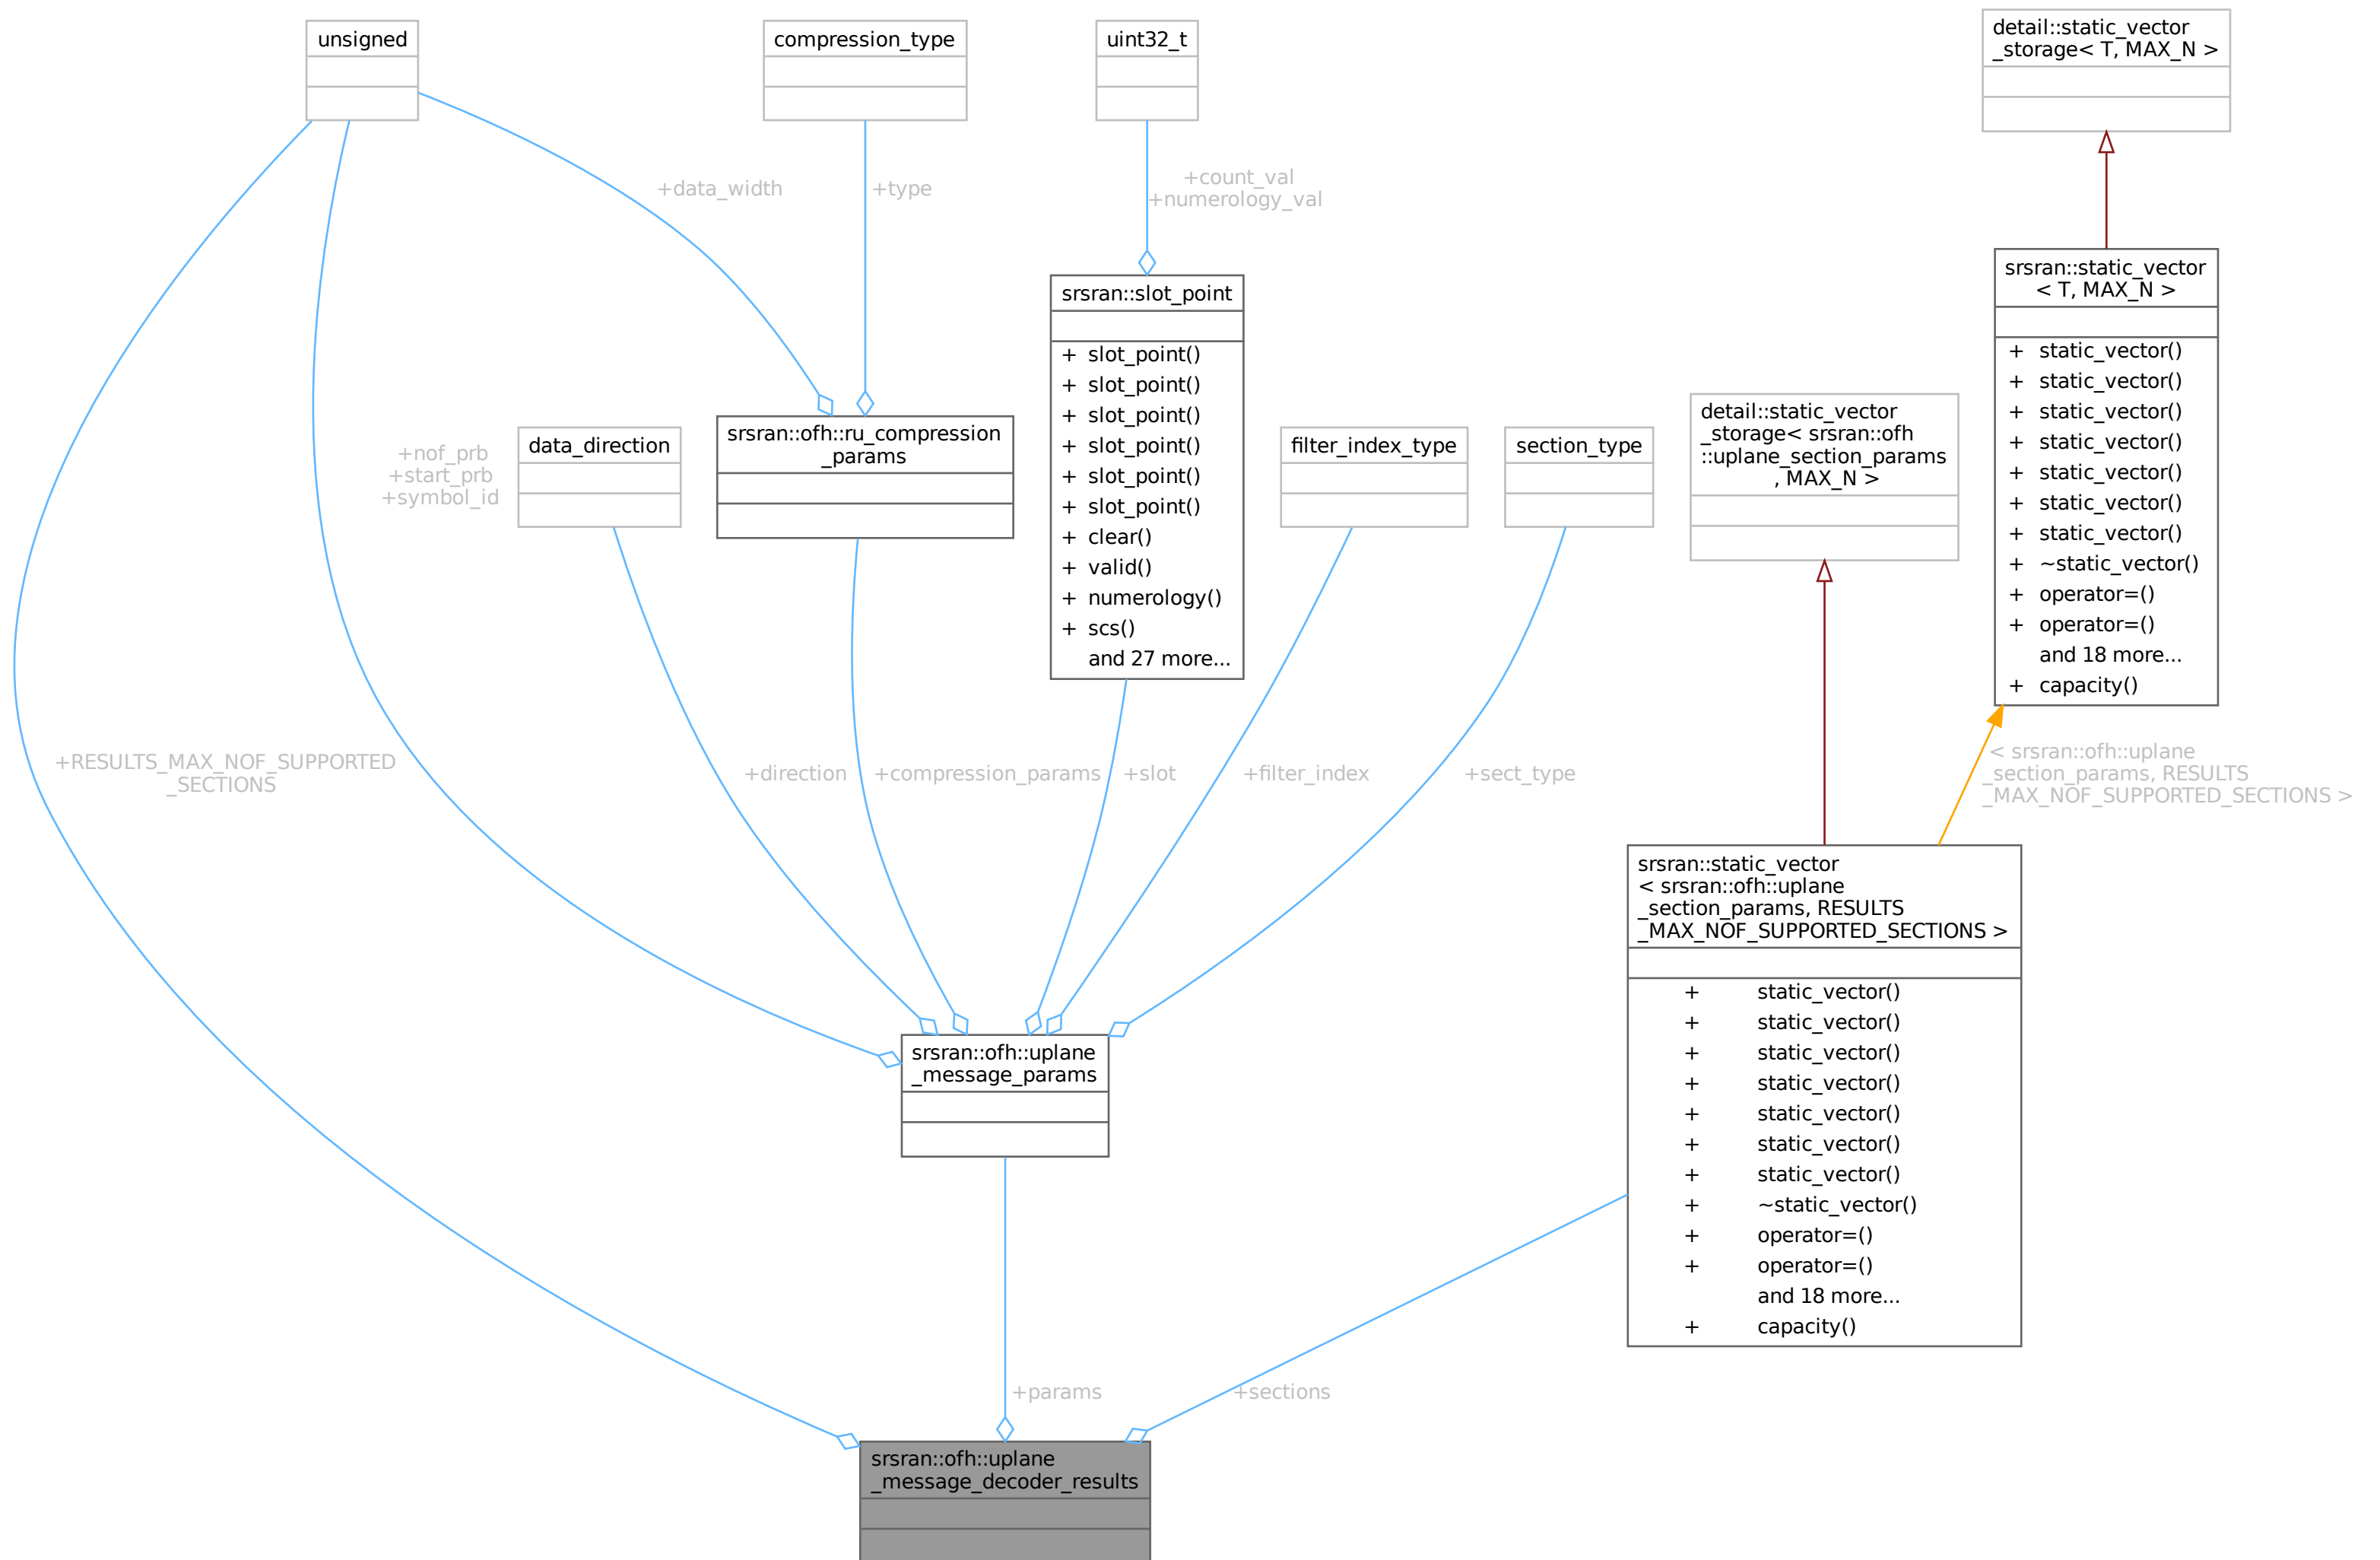 unsigned
compression_type
uint32_t
detail::static_vector
_storage< T, MAX_N >
+data_width
+type
+count_val
+numerology_val
srsran::static_vector
< T, MAX_N >
+ static_vector()
+ static_vector()
+ static_vector()
+ static_vector()
+ static_vector()
+ static_vector()
+ static_vector()
+ ~static_vector()
+ operator=()
+ operator=()
and 18 more...
+ capacity()
srsran::slot_point
+ slot_point()
+ slot_point()
+ slot_point()
+ slot_point()
+ slot_point()
+ slot_point()
+ clear()
+ valid()
+ numerology()
+ scs()
and 27 more...
detail::static_vector
_storage< srsran::ofh
::uplane_section_params
, MAX_N >
+nof_prb
+start_prb
+symbol_id
data_direction
srsran::ofh::ru_compression
_params
filter_index_type
section_type
+RESULTS_MAX_NOF_SUPPORTED
_SECTIONS
+direction
+compression_params
+slot
+filter_index
+sect_type
< srsran::ofh::uplane
_section_params, RESULTS
_MAX_NOF_SUPPORTED_SECTIONS >
srsran::static_vector
< srsran::ofh::uplane
_section_params, RESULTS
_MAX_NOF_SUPPORTED_SECTIONS >
+ static_vector()
+ static_vector()
+ static_vector()
+ static_vector()
+ static_vector()
+ static_vector()
+ static_vector()
+ ~static_vector()
+ operator=()
+ operator=()
and 18 more...
+ capacity()
srsran::ofh::uplane
_message_params
+params
+sections
srsran::ofh::uplane
_message_decoder_results